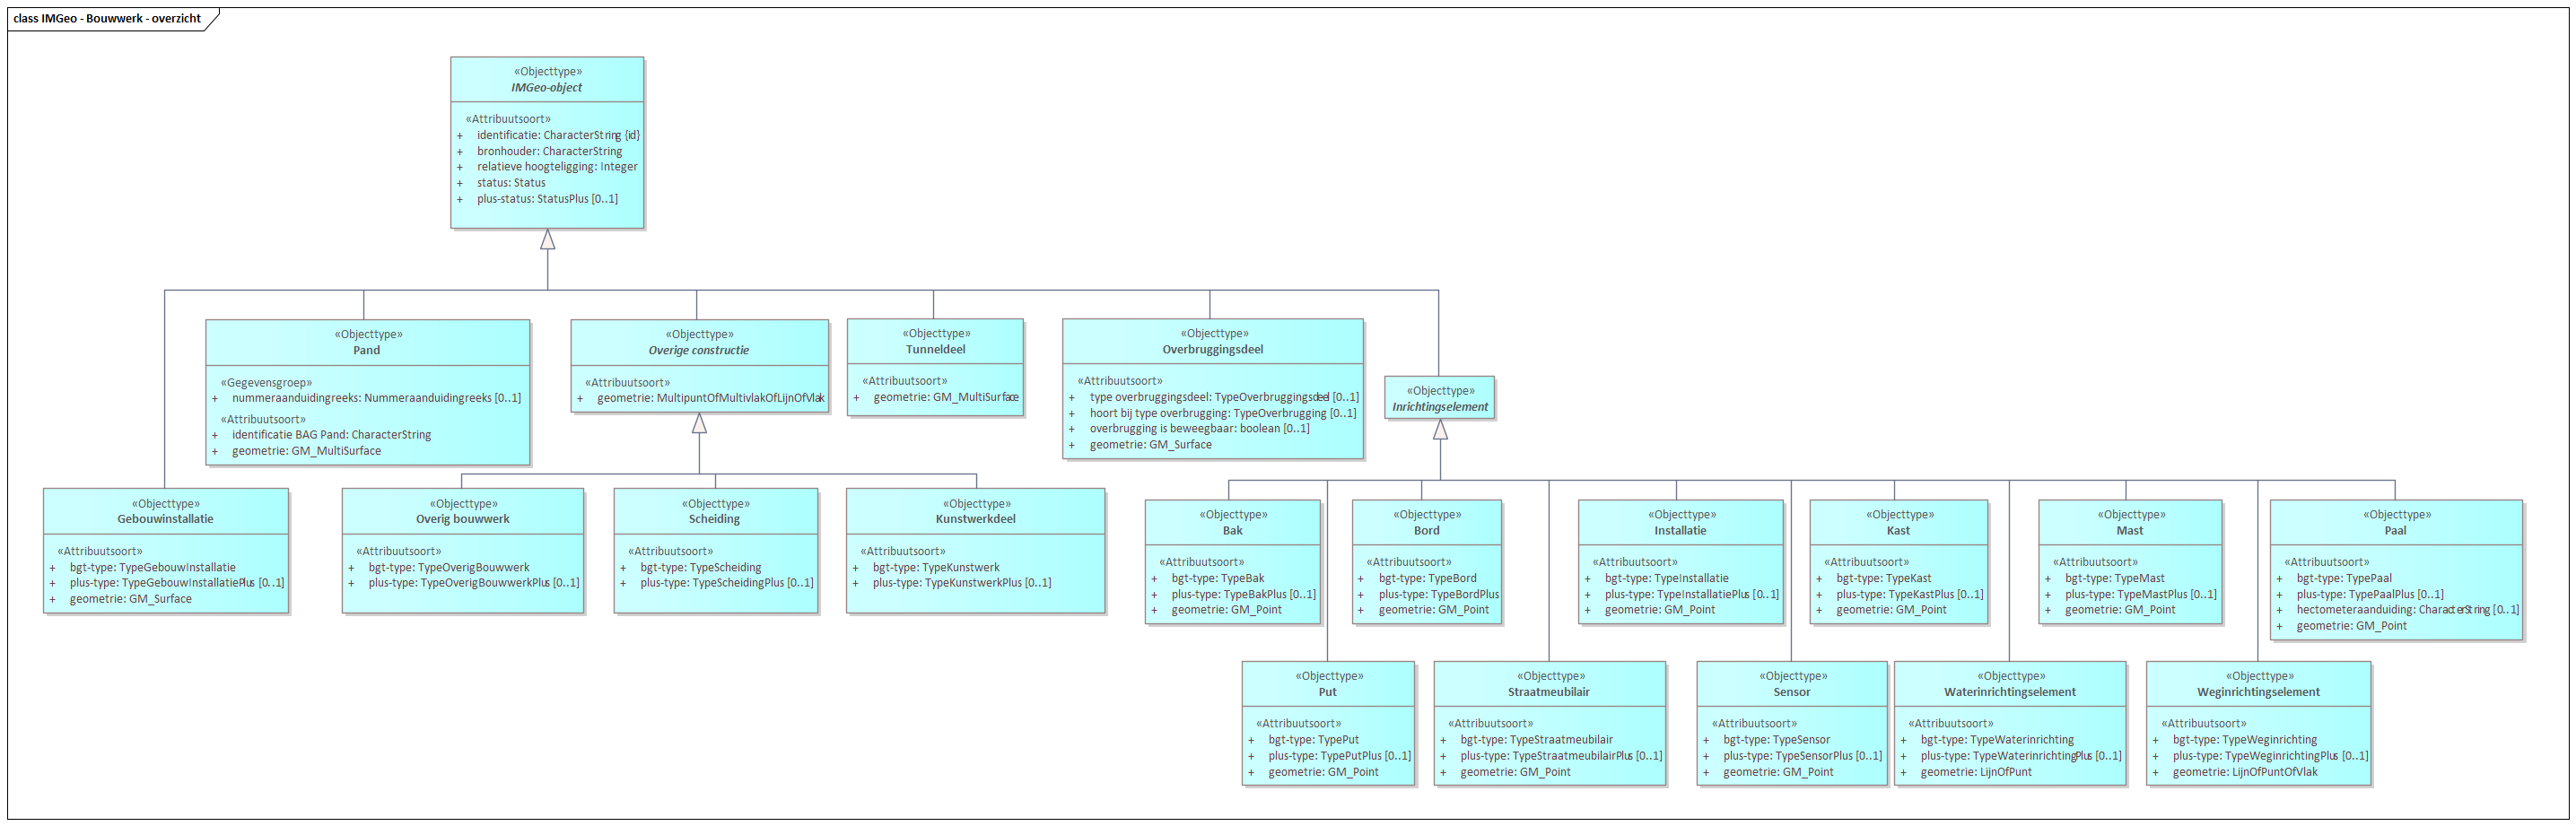 class IMGeo - Bouwwerk - overzicht
«Objecttype»
IMGeo-object
«Attribuutsoort»
+ identificatie: CharacterString {id}
+ bronhouder: CharacterString
+ relatieve hoogteligging: Integer
+ status: Status
+ plus-status: StatusPlus [0..1]
«Objecttype»
Pand
«Gegevensgroep»
+ nummeraanduidingreeks: Nummeraanduidingreeks [0..1]
«Attribuutsoort»
+ identificatie BAG Pand: CharacterString
+ geometrie: GM_MultiSurface
«Objecttype»
Overige constructie
«Attribuutsoort»
+ geometrie: MultipuntOfMultivlakOfLijnOfVlak
«Objecttype»
Tunneldeel
«Attribuutsoort»
+ geometrie: GM_MultiSurface
«Objecttype»
Overbruggingsdeel
«Attribuutsoort»
+ type overbruggingsdeel: TypeOverbruggingsdeel [0..1]
+ hoort bij type overbrugging: TypeOverbrugging [0..1]
+ overbrugging is beweegbaar: boolean [0..1]
+ geometrie: GM_Surface
«Objecttype»
Inrichtingselement
«Objecttype»
Gebouwinstallatie
«Attribuutsoort»
+ bgt-type: TypeGebouwInstallatie
+ plus-type: TypeGebouwInstallatiePlus [0..1]
+ geometrie: GM_Surface
«Objecttype»
Overig bouwwerk
«Attribuutsoort»
+ bgt-type: TypeOverigBouwwerk
+ plus-type: TypeOverigBouwwerkPlus [0..1]
«Objecttype»
Scheiding
«Attribuutsoort»
+ bgt-type: TypeScheiding
+ plus-type: TypeScheidingPlus [0..1]
«Objecttype»
Kunstwerkdeel
«Attribuutsoort»
+ bgt-type: TypeKunstwerk
+ plus-type: TypeKunstwerkPlus [0..1]
«Objecttype»
Bak
«Attribuutsoort»
+ bgt-type: TypeBak
+ plus-type: TypeBakPlus [0..1]
+ geometrie: GM_Point
«Objecttype»
Bord
«Attribuutsoort»
+ bgt-type: TypeBord
+ plus-type: TypeBordPlus
+ geometrie: GM_Point
«Objecttype»
Installatie
«Attribuutsoort»
+ bgt-type: TypeInstallatie
+ plus-type: TypeInstallatiePlus [0..1]
+ geometrie: GM_Point
«Objecttype»
Kast
«Attribuutsoort»
+ bgt-type: TypeKast
+ plus-type: TypeKastPlus [0..1]
+ geometrie: GM_Point
«Objecttype»
Mast
«Attribuutsoort»
+ bgt-type: TypeMast
+ plus-type: TypeMastPlus [0..1]
+ geometrie: GM_Point
«Objecttype»
Paal
«Attribuutsoort»
+ bgt-type: TypePaal
+ plus-type: TypePaalPlus [0..1]
+ hectometeraanduiding: CharacterString [0..1]
+ geometrie: GM_Point
«Objecttype»
Put
«Attribuutsoort»
+ bgt-type: TypePut
+ plus-type: TypePutPlus [0..1]
+ geometrie: GM_Point
«Objecttype»
Straatmeubilair
«Attribuutsoort»
+ bgt-type: TypeStraatmeubilair
+ plus-type: TypeStraatmeubilairPlus [0..1]
+ geometrie: GM_Point
«Objecttype»
Sensor
«Attribuutsoort»
+ bgt-type: TypeSensor
+ plus-type: TypeSensorPlus [0..1]
+ geometrie: GM_Point
«Objecttype»
Waterinrichtingselement
«Attribuutsoort»
+ bgt-type: TypeWaterinrichting
+ plus-type: TypeWaterinrichtingPlus [0..1]
+ geometrie: LijnOfPunt
«Objecttype»
Weginrichtingselement
«Attribuutsoort»
+ bgt-type: TypeWeginrichting
+ plus-type: TypeWeginrichtingPlus [0..1]
+ geometrie: LijnOfPuntOfVlak